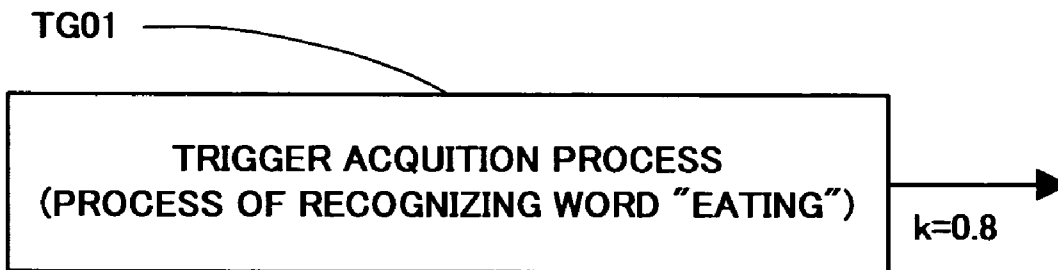 TG01
TRIGGER ACQUITION PROCESS
(PROCESS OF RECOGNIZING WORD "EATING")
k=0.8